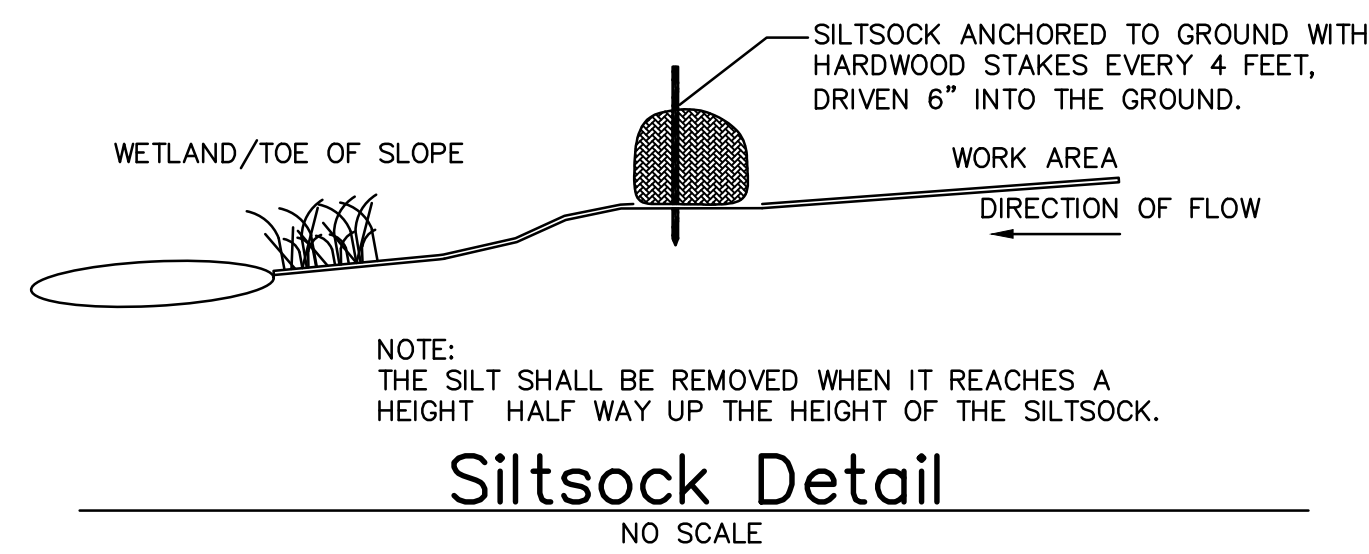 SILTSOCK ANCHORED TO GROUND WITH
HARDWOOD STAKES EVERY 4 FEET,
DRIVEN 6" INTO THE GROUND.
WETLAND/TOE OF SLOPE
WORK AREA
DIRECTION OF FLOW
NOTE:
THE SILT SHALL BE REMOVED WHEN IT REACHES A
HEIGHT HALF WAY UP THE HEIGHT OF THE SILTSOCK.
Siltsock Detail
NO SCALE